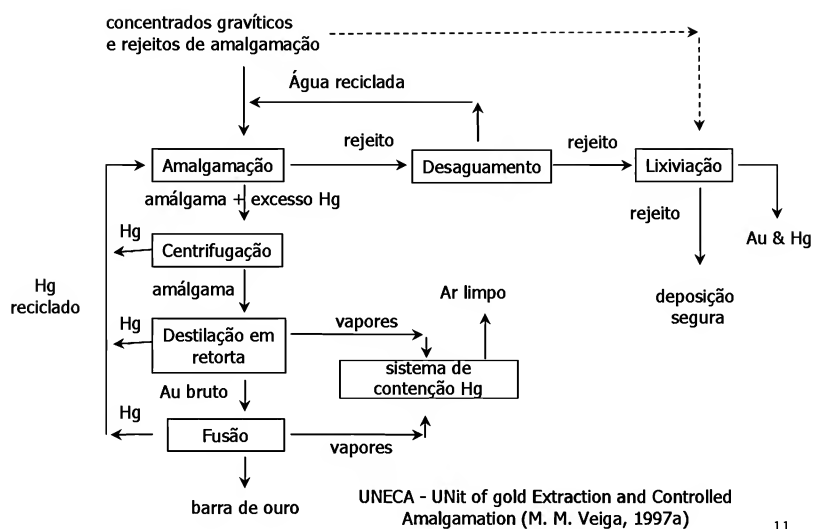 concentrados gravíticos
e rejeitos de amalgamação
Água reciclada
rejeito
rejeito
Amalgamação
Desaguamento
Lixiviação
amálgama + excesso Hg
rejeito
Au & Hg
Hg
Centrifugação
Hg
reciclado
amálgama
Ar limpo
deposição
segura
Hg
Destilação em
retorta
vapores
sistema de
contenção Hg
Au bruto
Hg
Fusão
vapores
barra de ouro
UNECA - UNit of gold Extraction and Controlled
Amalgamation (M. M. Veiga, 1997a)
11